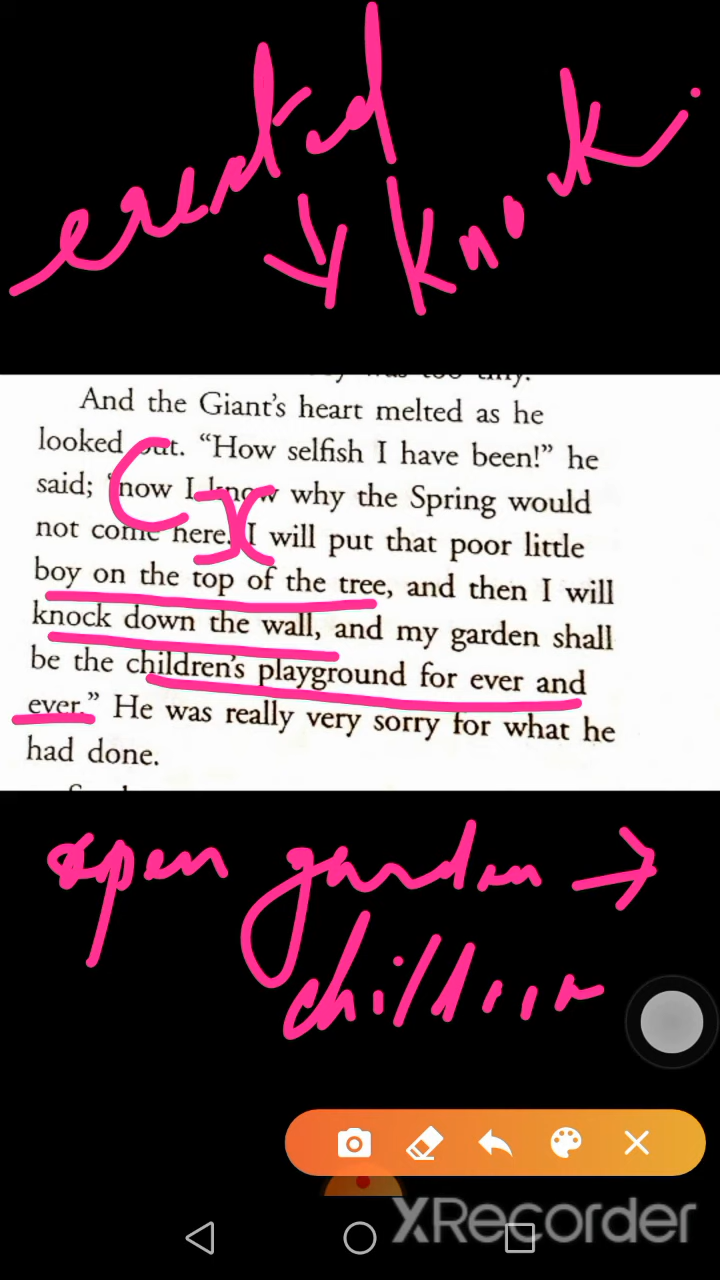 erected
knock
And the Giant's heart melted as he
looked out. “How selfish I have been!” he
said; “now I know why the Spring would
not come here. I will put that poor little
boy on the top of the tree, and then I will
knock down the wall, and my garden shall
be the children's playground for ever and
ever.” He was really very sorry for what he
had done.
open garden →
children
XRecorder